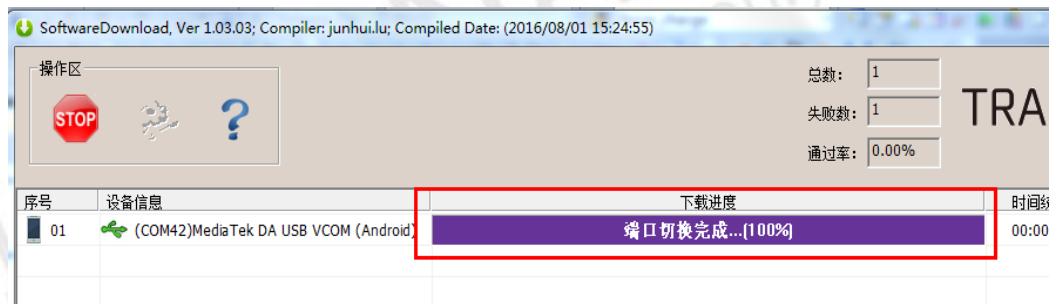 SoftwareDownload, Ver 1.03.03; Compiler: junhui.lu; Compiled Date: (2016/08/01 15:24:55)
操作区
STOP
总数: 1
失败数: 1
通过率: 0.00%
TRA
序号 设备信息 下载进度 时间
01 (COM42)MediaTek DA USB VCOM (Android) 端口切换完成...(100%) 00:00